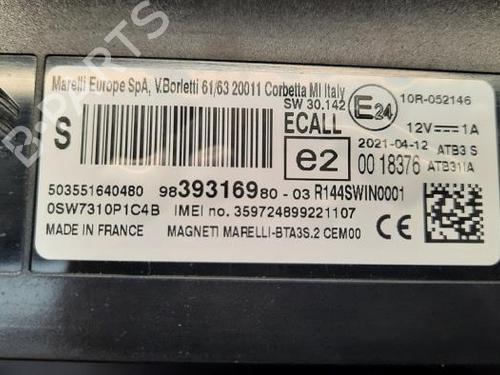 Marelli Europe SpA, V.Borletti 61/63 20011 Corbetta MI Italy
SW 30.142 E24 10R-052146
ECALL 12V 1A
S e2 2021-04-12 ATB3 S
00 18376 ATB31IA
503551640480 9839316980-03 R144SWIN0001
0SW7310P1C4B IMEI no. 359724899221107
MADE IN FRANCE MAGNETI MARELLI-BTA3S.2 CEM00
B-PARTS